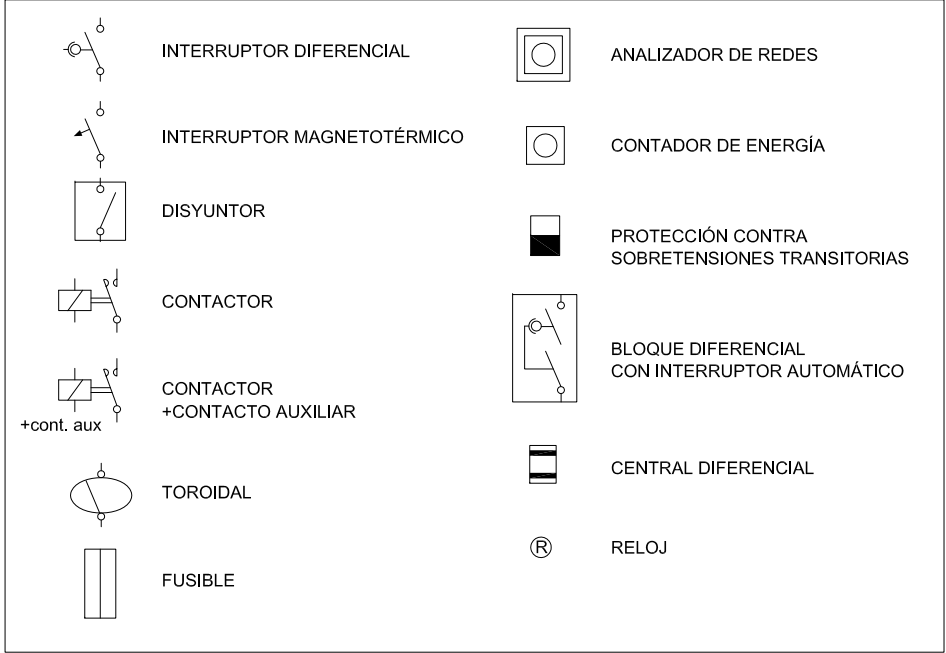 INTERRUPTOR DIFERENCIAL
INTERRUPTOR MAGNETOTÉRMICO
DISYUNTOR
CONTACTOR
CONTACTOR
+CONTACTO AUXILIAR
+cont. aux
TOROIDAL
FUSIBLE
ANALIZADOR DE REDES
CONTADOR DE ENERGÍA
PROTECCIÓN CONTRA
SOBRETENSIONES TRANSITORIAS
BLOQUE DIFERENCIAL
CON INTERRUPTOR AUTOMÁTICO
CENTRAL DIFERENCIAL
R RELOJ